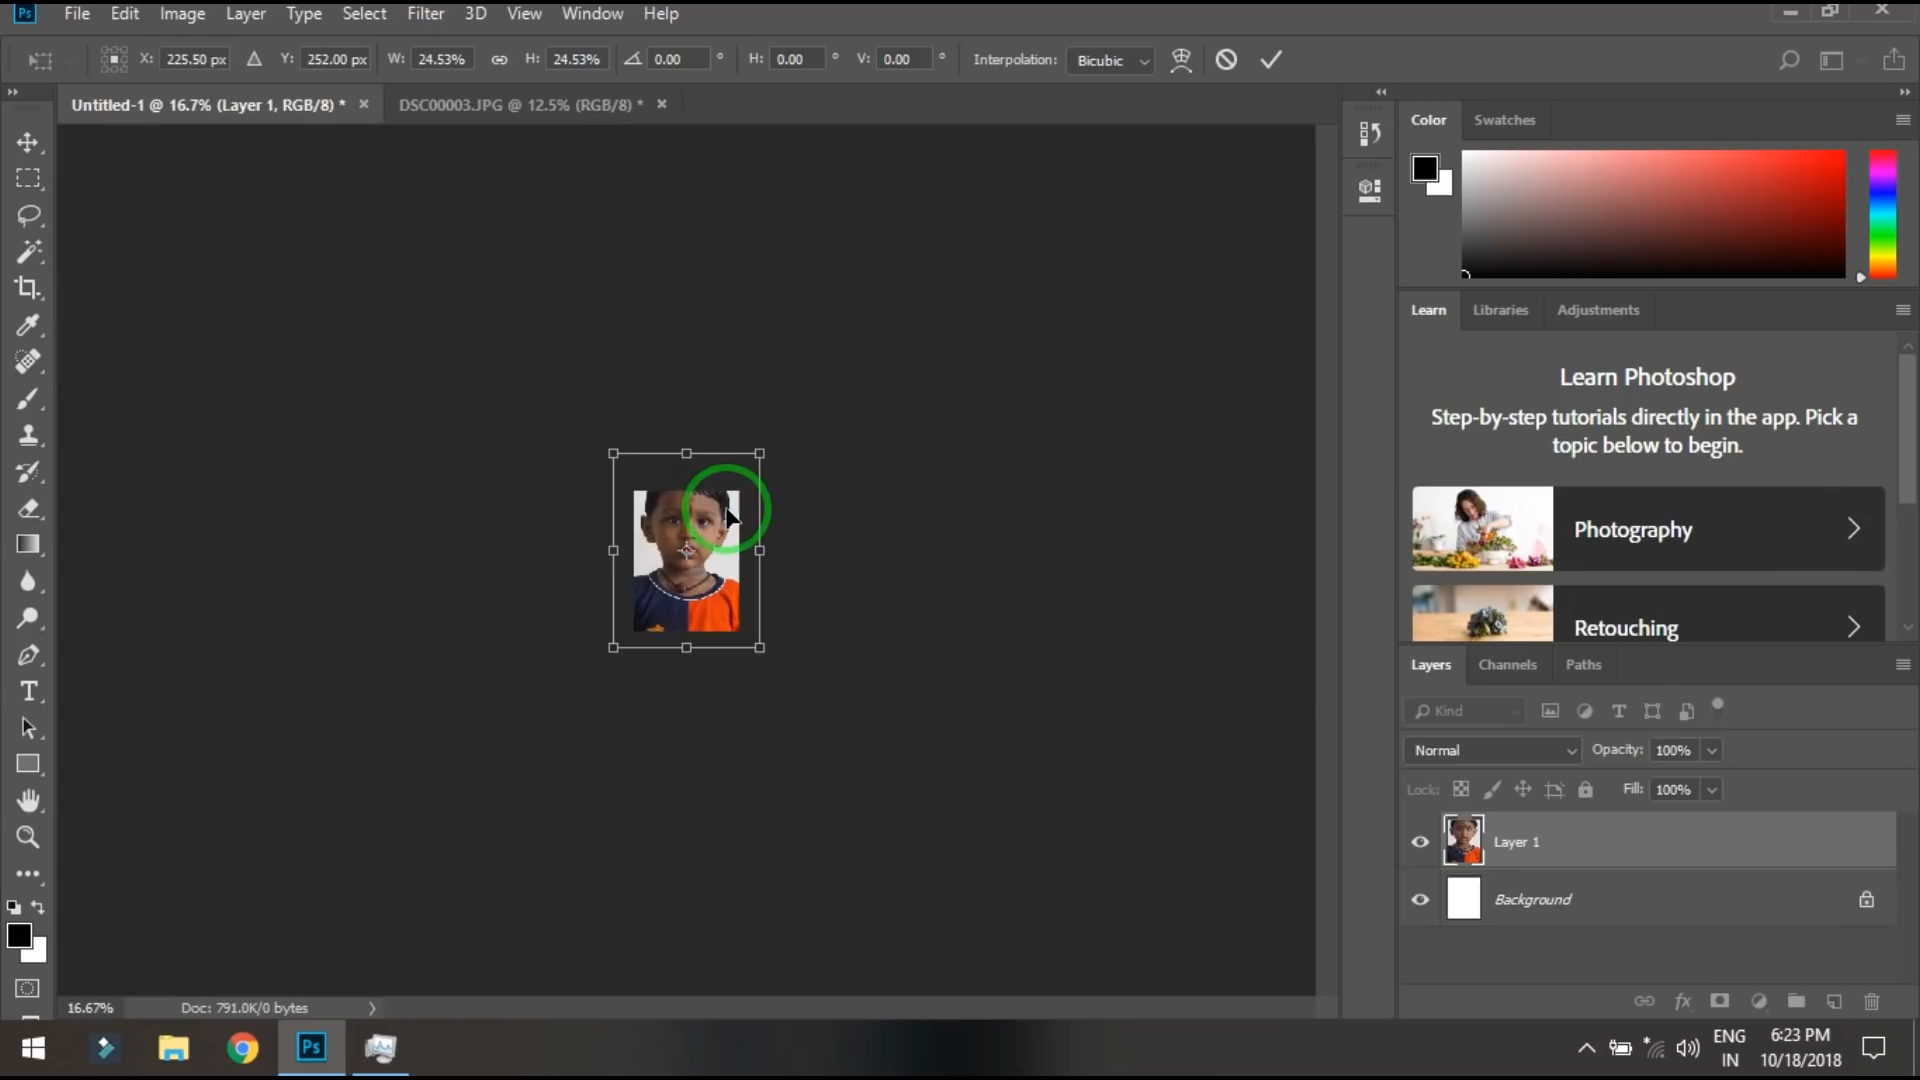 Ps File Edit Image Layer Type Select Filter 3D View Window Help
X: 225.50 px Y: 252.00 px W: 24.53% H: 24.53% 0.00 ° H: 0.00 ° V: 0.00 ° Interpolation: Bicubic
Untitled-1 @ 16.7% (Layer 1, RGB/8) * × DSC00003.JPG @ 12.5% (RGB/8) * ×
Color Swatches
Learn Libraries Adjustments
Learn Photoshop
Step-by-step tutorials directly in the app. Pick a
topic below to begin.
Photography
Retouching
Layers Channels Paths
Kind
Normal Opacity: 100%
Lock: Fill: 100%
Layer 1
Background
fx
16.67% Doc: 791.0K/0 bytes
Ps
ENG
IN
6:23 PM
10/18/2018